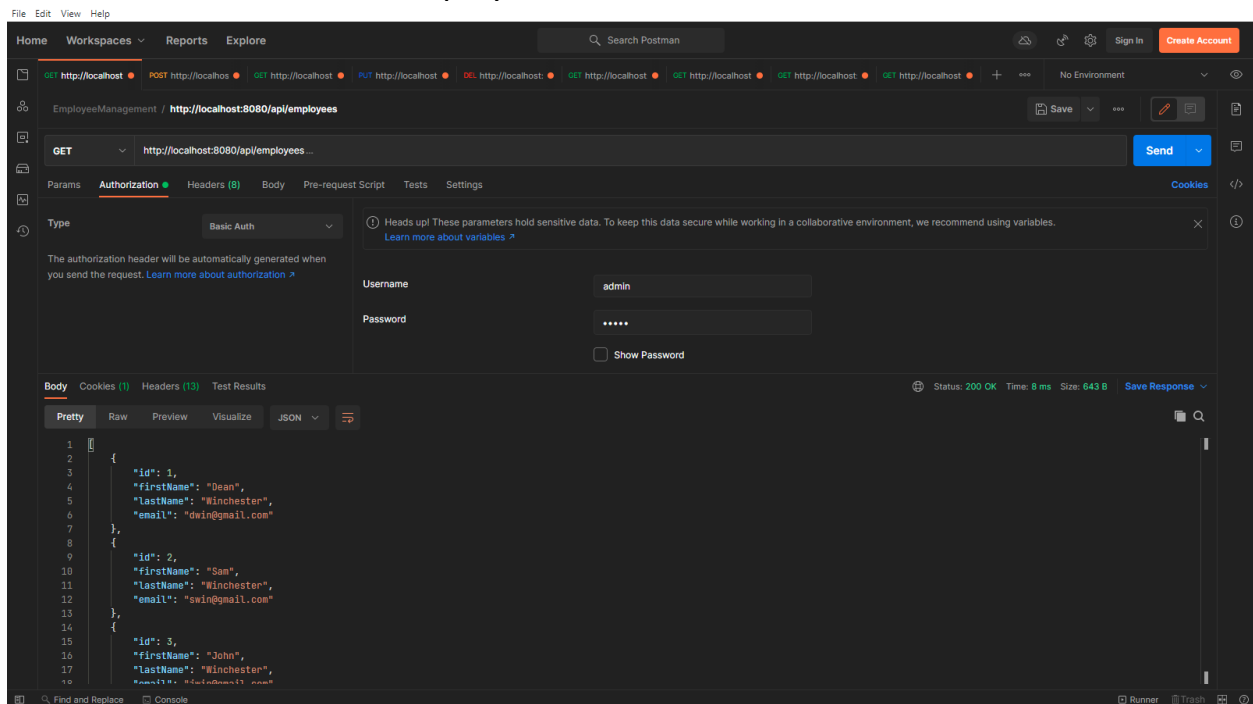 File Edit View Help
Home Workspaces Reports Explore Search Postman Sign In Create Account
GET http://localhost POST http://localhos GET http://localhost PUT http://localhost DEL http://localhost: GET http://localhost GET http://localhost GET http://localhost GET http://localhost + ooo No Environment
EmployeeManagement / http://localhost:8080/api/employees Save ooo
GET http://localhost:8080/api/employees... Send
Params Authorization Headers (8) Body Pre-request Script Tests Settings Cookies
Type Basic Auth
The authorization header will be automatically generated when
you send the request. Learn more about authorization ↗
Heads up! These parameters hold sensitive data. To keep this data secure while working in a collaborative environment, we recommend using variables.
Learn more about variables ↗
Username admin
Password •••••
Show Password
Body Cookies (1) Headers (13) Test Results Status: 200 OK Time: 8 ms Size: 643 B Save Response
Pretty Raw Preview Visualize JSON
1 [
2 {
3 "id": 1,
4 "firstName": "Dean",
5 "lastName": "Winchester",
6 "email": "dwin@gmail.com"
7 },
8 {
9 "id": 2,
10 "firstName": "Sam",
11 "lastName": "Winchester",
12 "email": "swin@gmail.com"
13 },
14 {
15 "id": 3,
16 "firstName": "John",
17 "lastName": "Winchester",
18 "email": "jwin@gmail.com"
Find and Replace Console Runner Trash